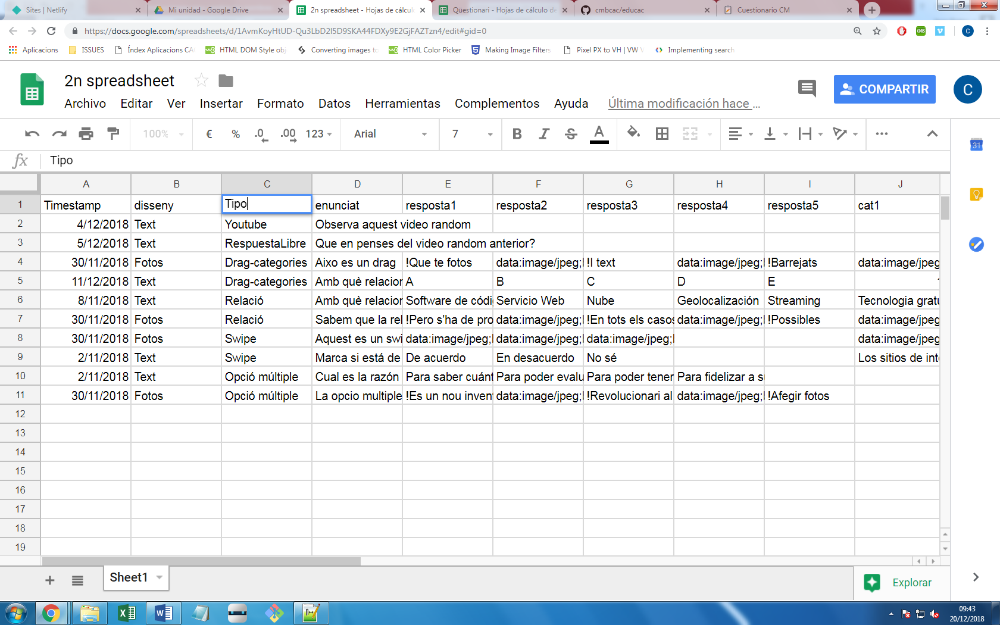 Sites | Netlify
Mi unidad - Google Drive
2n spreadsheet - Hojas de cálcul
Qüestionari - Hojas de cálculo de
cmbcac/educac
Cuestionario CM
https://docs.google.com/spreadsheets/d/1AvmKoyHtUD-Qu3LbD2I5D9SKA44FDXy9E2GjFAZTzn4/edit#gid=0
C
Aplicacions
ISSUES
Índex Aplicacions CA
HTML DOM Style obj
Converting images to
HTML Color Picker
Making Image Filters
Pixel PX to VH | VW
Implementing search
2n spreadsheet
COMPARTIR
C
Archivo Editar Ver Insertar Formato Datos Herramientas Complementos Ayuda Última modificación hace ...
100% € % .0 .00 123 Arial 7 B I S A
31
fx Tipo
A B C D E F G H I J
1 Timestamp disseny Tipo enunciat resposta1 resposta2 resposta3 resposta4 resposta5 cat1
2 4/12/2018 Text Youtube Observa aquest video random
3 5/12/2018 Text RespuestaLibre Que en penses del video random anterior?
4 30/11/2018 Fotos Drag-categories Aixo es un drag !Que te fotos data:image/jpeg; !I text data:image/jpeg; !Barrejats data:image/jpeg
5 11/12/2018 Text Drag-categories Amb què relacior A B C D E
6 8/11/2018 Text Relació Amb què relacior Software de códi Servicio Web Nube Geolocalización Streaming Tecnologia gratu
7 30/11/2018 Fotos Relació Sabem que la rel !Pero s'ha de pro data:image/jpeg; !En tots els casos data:image/jpeg; !Possibles data:image/jpeg
8 30/11/2018 Fotos Swipe Aquest es un swi data:image/jpeg; data:image/jpeg; data:image/jpeg; data:image/jpeg
9 2/11/2018 Text Swipe Marca si está de De acuerdo En desacuerdo No sé Los sitios de inte
10 2/11/2018 Text Opció múltiple Cual es la razón Para saber cuánt Para poder evalu Para poder tener Para fidelizar a s
11 30/11/2018 Fotos Opció múltiple La opcio multiple !Es un nou inven data:image/jpeg; !Revolucionari al data:image/jpeg; !Afegir fotos
12
13
14
15
16
17
18
19
Sheet1
Explorar
09:43
20/12/2018